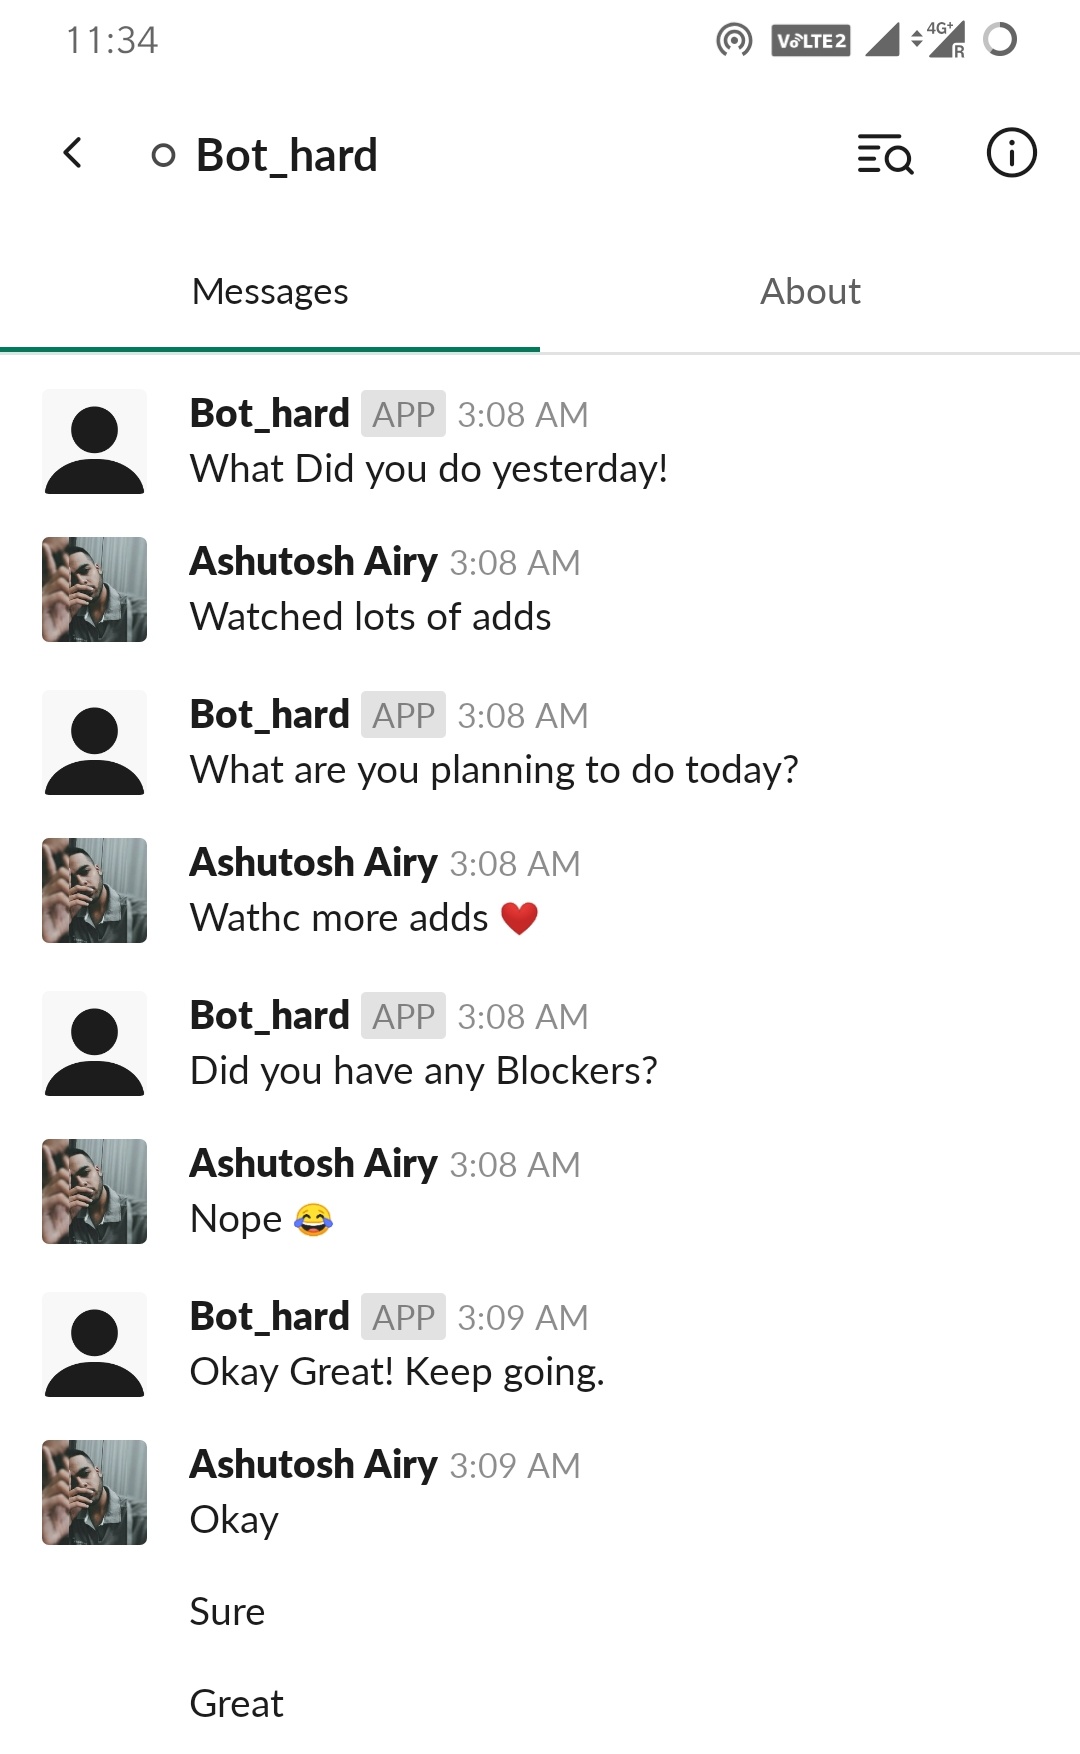 11:34
VoLTE2 4G+ R
Bot_hard
Messages About
Bot_hard APP 3:08 AM
What Did you do yesterday!
Ashutosh Airy 3:08 AM
Watched lots of adds
Bot_hard APP 3:08 AM
What are you planning to do today?
Ashutosh Airy 3:08 AM
Wathc more adds ❤️
Bot_hard APP 3:08 AM
Did you have any Blockers?
Ashutosh Airy 3:08 AM
Nope 😂
Bot_hard APP 3:09 AM
Okay Great! Keep going.
Ashutosh Airy 3:09 AM
Okay
Sure
Great